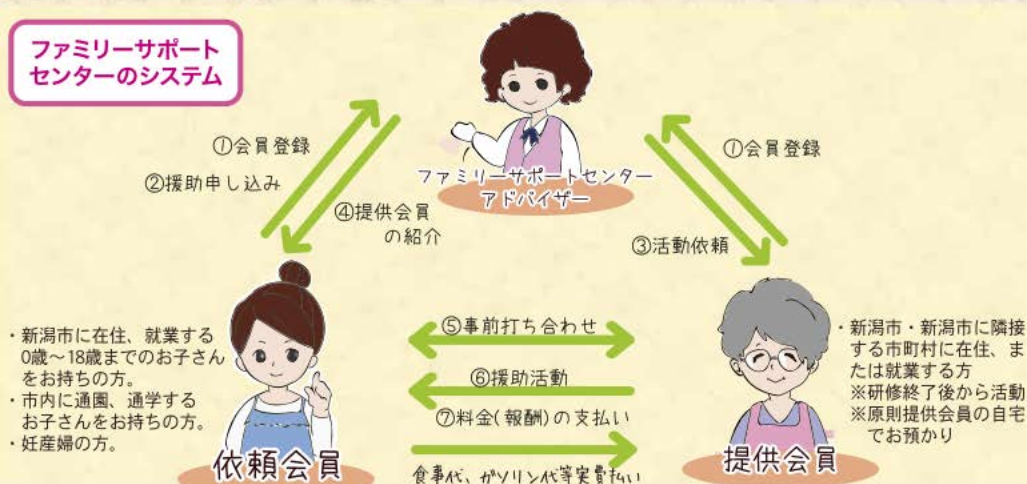 ファミリーサポート
センターのシステム
①会員登録
②援助申し込み
④提供会員
の紹介
ファミリーサポートセンター
アドバイザー
①会員登録
③活動依頼
・新潟市に在住、就業する
0歳～18歳までのお子さん
をお持ちの方。
・市内に通園、通学する
お子さんをお持ちの方。
・妊産婦の方。
依頼会員
⑤事前打ち合わせ
⑥援助活動
⑦料金(報酬)の支払い
食事代、ガソリン代等実費払い
・新潟市・新潟市に隣接
する市町村に在住、ま
たは就業する方
※研修終了後から活動
※原則提供会員の自宅
でお預かり
提供会員